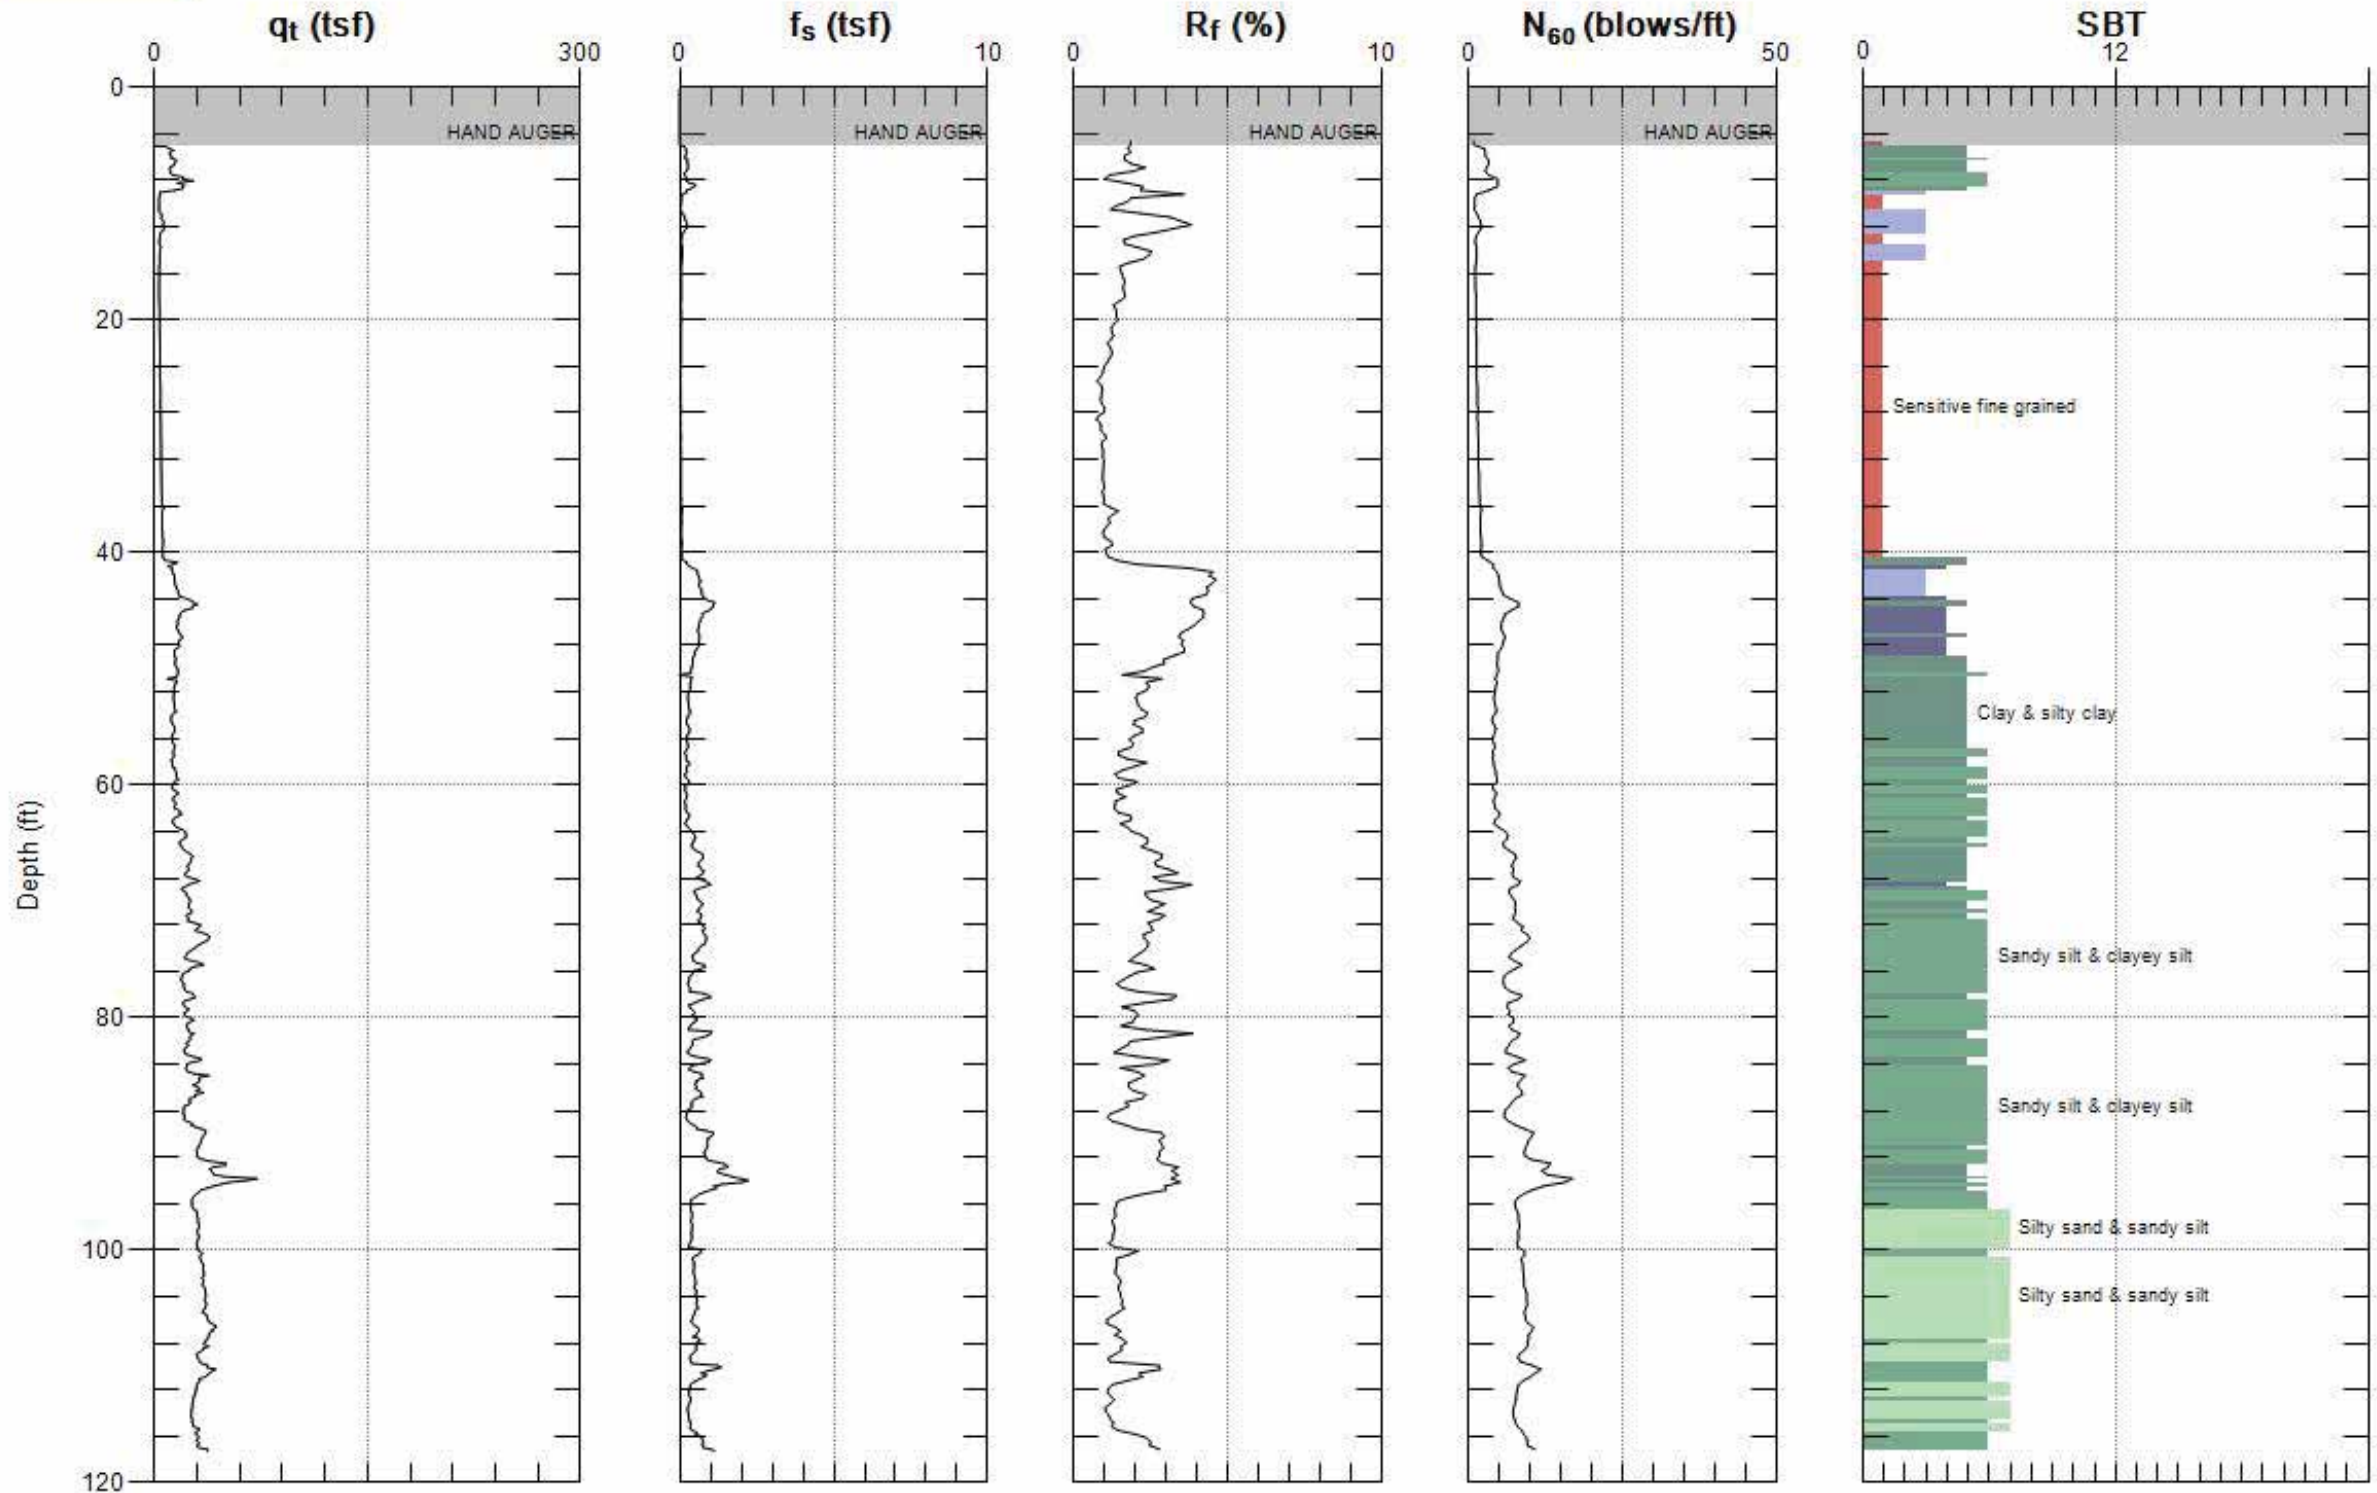 qt (tsf) fs (tsf) Rf (%) N60 (blows/ft) SBT
0 300 0 10 0 10 0 50 0 12
0
HAND AUGER HAND AUGER HAND AUGER HAND AUGER
20
Sensitive fine grained
40
Clay & silty clay
60
Depth (ft)
Sandy silt & clayey silt
80
Sandy silt & clayey silt
Silty sand & sandy silt
100
Silty sand & sandy silt
120